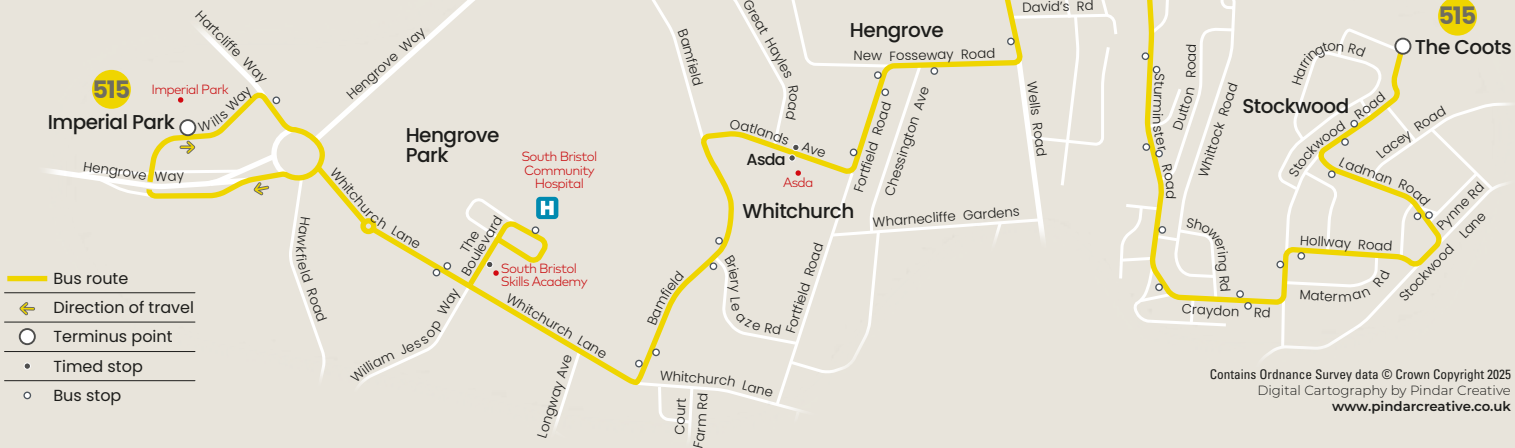 515
Imperial Park
Imperial Park
Hartcliffe Way
Wills Way
Hengrove Way
Hengrove Way
Hengrove
Park
South Bristol
Community
Hospital
H
Whitchurch Lane
Hawkfield Road
The
Boulevard
South Bristol
Skills Academy
William Jessop Way
Whitchurch Lane
Longway Ave
Whitchurch Lane
Court
Farm Rd
Bamfield
Bamfield
Briery Leaze Rd
Great Hayles Road
Oatlands Ave
Asda
Asda
Whitchurch
Fortfield Road
Fortfield Road
Hengrove
New Fosseway Road
Chessington Ave
Wharnecliffe Gardens
Wells Road
David's Rd
Sturminster Road
Dutton Road
Whittock Road
Showering Rd
Craydon Rd
Hollway Road
Materman Rd
Stockwood Lane
Pynne Rd
Ladman Road
Lacey Road
Stockwood Road
Stockwood
Harrington Rd
515
The Coots
Bus route
Direction of travel
Terminus point
Timed stop
Bus stop
Contains Ordnance Survey data © Crown Copyright 2025
Digital Cartography by Pindar Creative
www.pindarcreative.co.uk